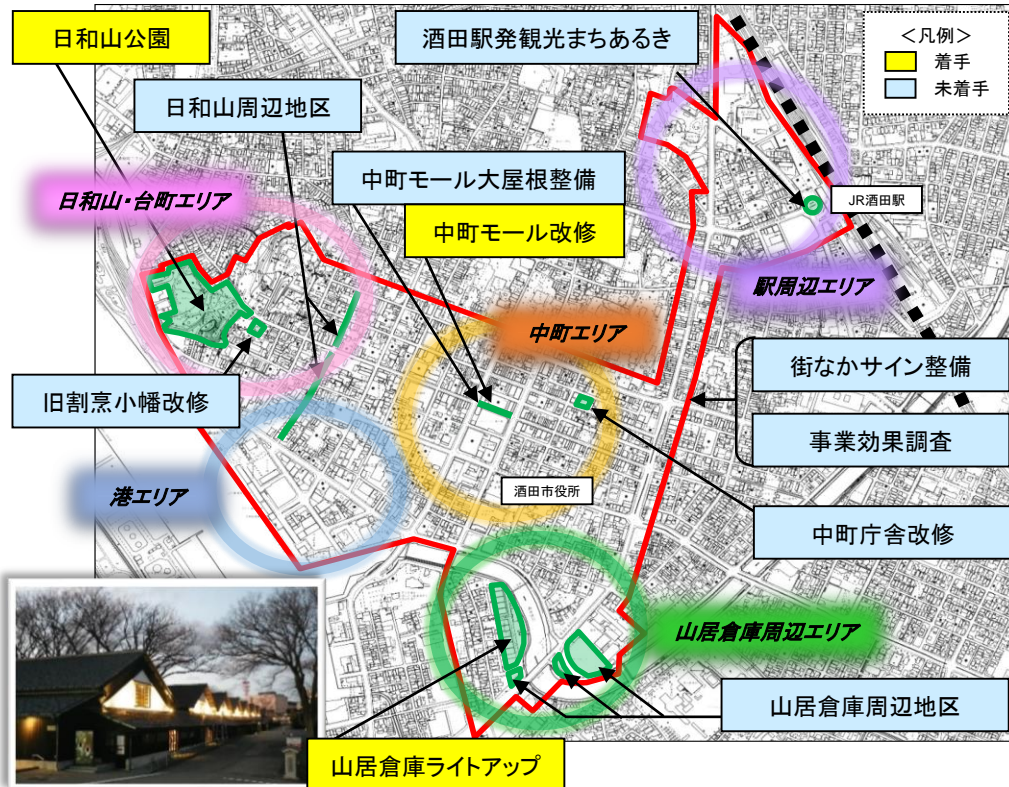 日和山公園
酒田駅発観光まちあるき
＜凡例＞
着手
未着手
日和山周辺地区
中町モール大屋根整備
日和山・台町エリア
JR酒田駅
中町モール改修
駅周辺エリア
中町エリア
街なかサイン整備
旧割烹小幡改修
事業効果調査
港エリア
酒田市役所
中町庁舎改修
山居倉庫周辺エリア
山居倉庫周辺地区
山居倉庫ライトアップ